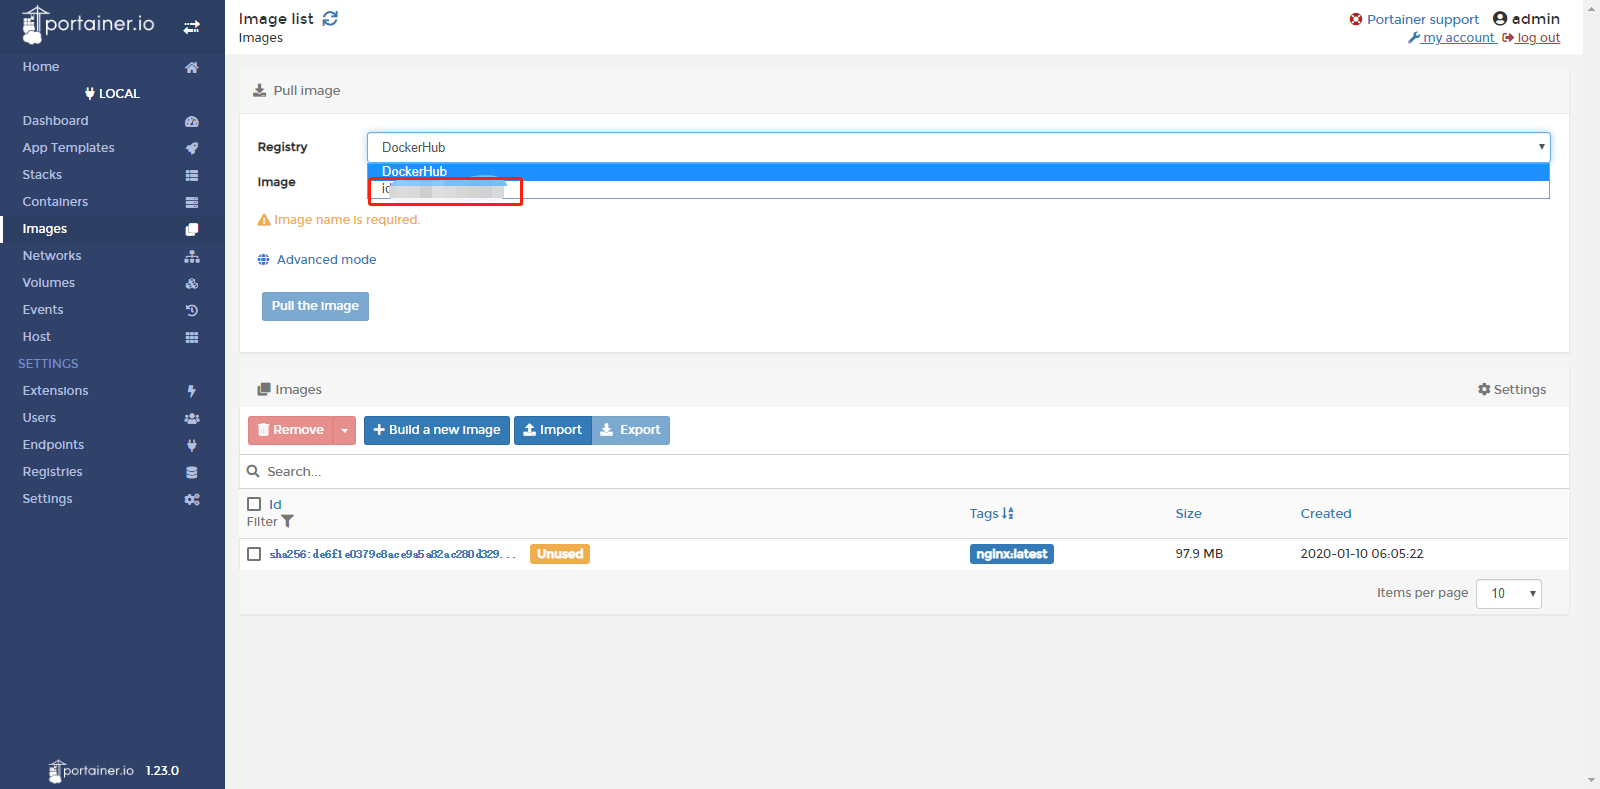 portainer.io
Home
LOCAL
Dashboard
App Templates
Stacks
Containers
Images
Networks
Volumes
Events
Host
SETTINGS
Extensions
Users
Endpoints
Registries
Settings
portainer.io 1.23.0
Image list
Images
Portainer support admin
my account log out
Pull image
Registry DockerHub
DockerHub
Image
Image name is required.
Advanced mode
Pull the image
Images Settings
Remove Build a new image Import Export
Search...
Id Tags Size Created
Filter
sha256:de6f1e0379c8ace9a5a82ac280d329... Unused nginx:latest 97.9 MB 2020-01-10 06:05:22
Items per page 10